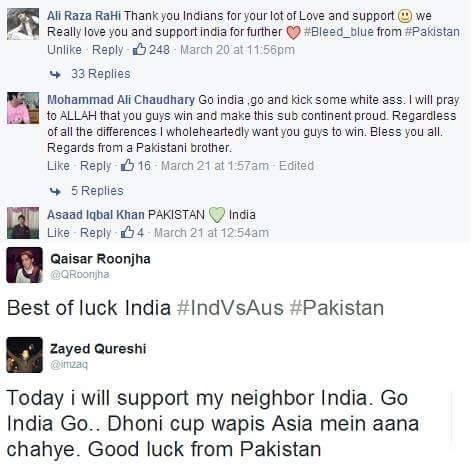 Ali Raza RaHi Thank you Indians for your lot of Love and support 🙂 we
Really love you and support india for further ❤ #Bleed_blue from #Pakistan
Unlike · Reply · 248 · March 20 at 11:56pm
33 Replies
Mohammad Ali Chaudhary Go india ,go and kick some white ass. I will pray
to ALLAH that you guys win and make this sub continent proud. Regardless
of all the differences I wholeheartedly want you guys to win. Bless you all.
Regards from a Pakistani brother.
Like · Reply · 16 · March 21 at 1:57am · Edited
5 Replies
Asaad Iqbal Khan PAKISTAN 💚 India
Like · Reply · 4 · March 21 at 12:54am
Qaisar Roonjha
@QRoonjha
Best of luck India #IndVsAus #Pakistan
Zayed Qureshi
@imzaq
Today i will support my neighbor India. Go
India Go.. Dhoni cup wapis Asia mein aana
chahye. Good luck from Pakistan